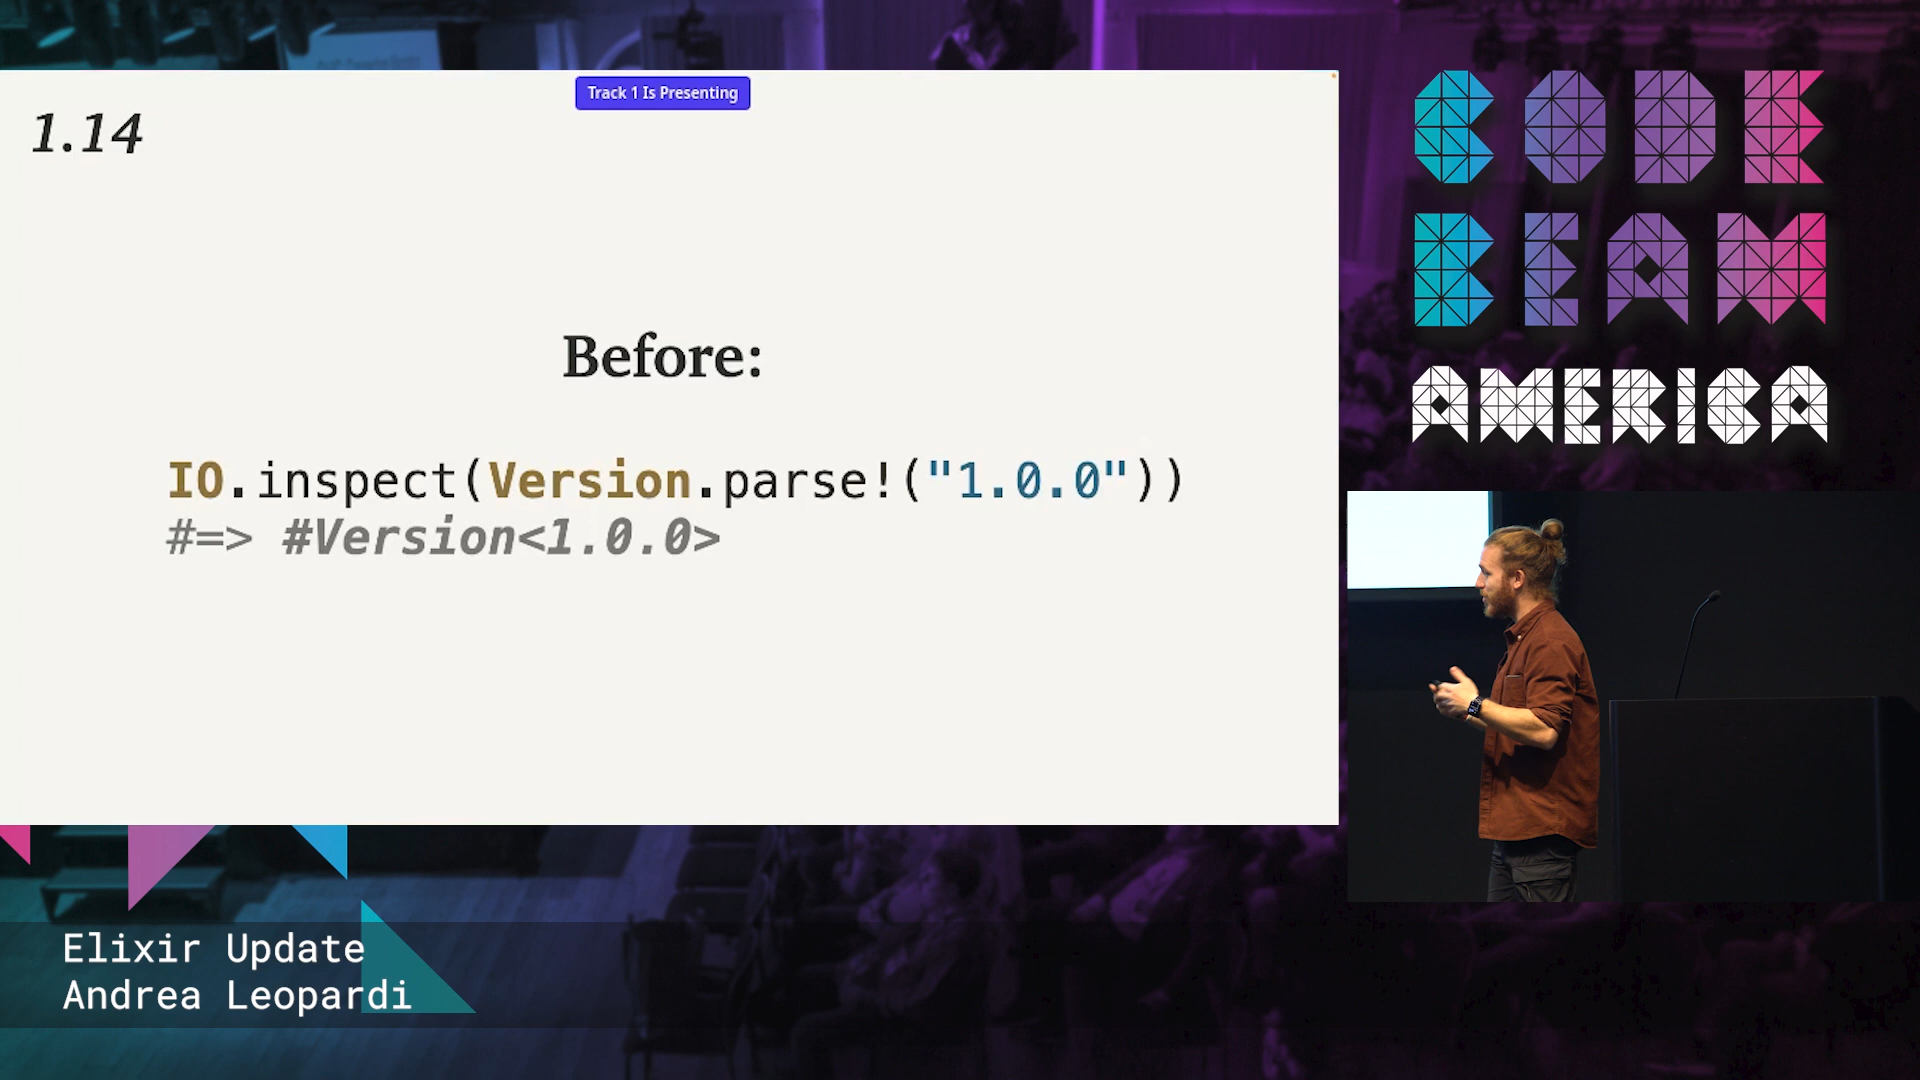 Track 1 Is Presenting
1.14
Before:
IO.inspect(Version.parse!("1.0.0"))
#=> #Version<1.0.0>
CODE
BEAM
AMERICA
Elixir Update
Andrea Leopardi